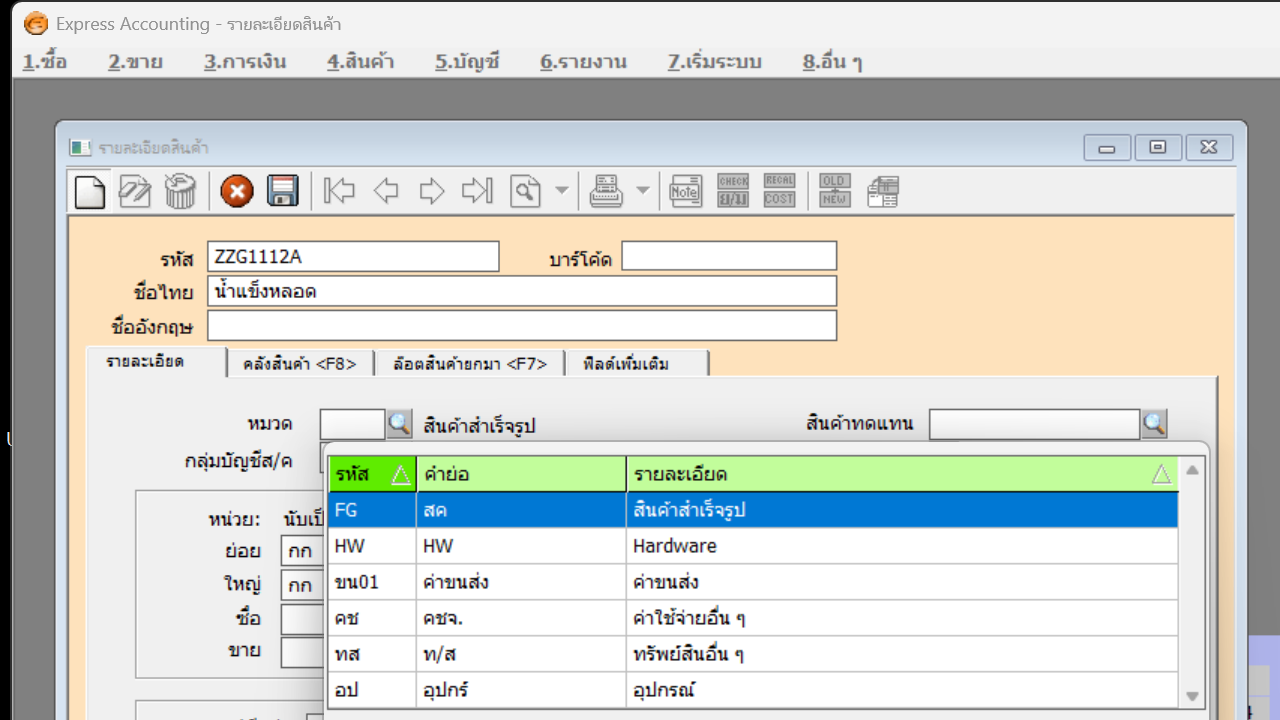 Express Accounting - รายละเอียดสินค้า
1.ซื้อ 2.ขาย 3.การเงิน 4.สินค้า 5.บัญชี 6.รายงาน 7.เริ่มระบบ 8.อื่น ๆ
รายละเอียดสินค้า
Note CHECK RECAL COST OLD NEW
รหัส ZZG1112A บาร์โค้ด
ชื่อไทย น้ำแข็งหลอด
ชื่ออังกฤษ
รายละเอียด คลังสินค้า <F8> ล๊อตสินค้ายกมา <F7> ฟิลด์เพิ่มเติม
หมวด สินค้าสำเร็จรูป สินค้าทดแทน
กลุ่มบัญชีส/ค
รหัส คำย่อ รายละเอียด
FG สค สินค้าสำเร็จรูป
HW HW Hardware
ขน01 ค่าขนส่ง ค่าขนส่ง
คช คชจ. ค่าใช้จ่ายอื่น ๆ
ทส ท/ส ทรัพย์สินอื่น ๆ
อป อุปกร์ อุปกรณ์
หน่วย:
ย่อย กก
ใหญ่ กก
ซื้อ
ขาย